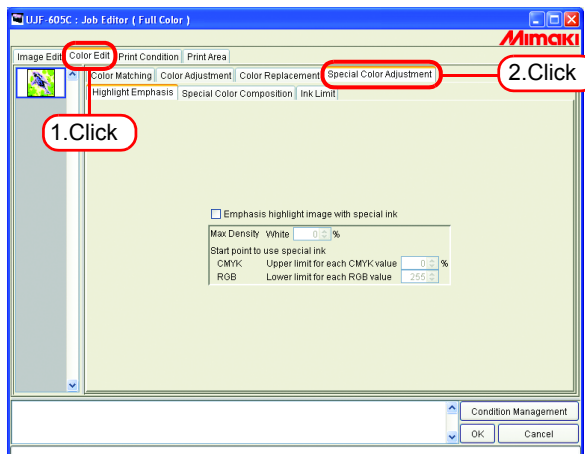 UJF-605C : Job Editor ( Full Color )
Mimaki
Image Edit Color Edit Print Condition Print Area
Color Matching Color Adjustment Color Replacement Special Color Adjustment
2.Click
Highlight Emphasis Special Color Composition Ink Limit
1.Click
Emphasis highlight image with special ink
Max Density White 0 %
Start point to use special ink
CMYK Upper limit for each CMYK value 0 %
RGB Lower limit for each RGB value 255
Condition Management
OK Cancel